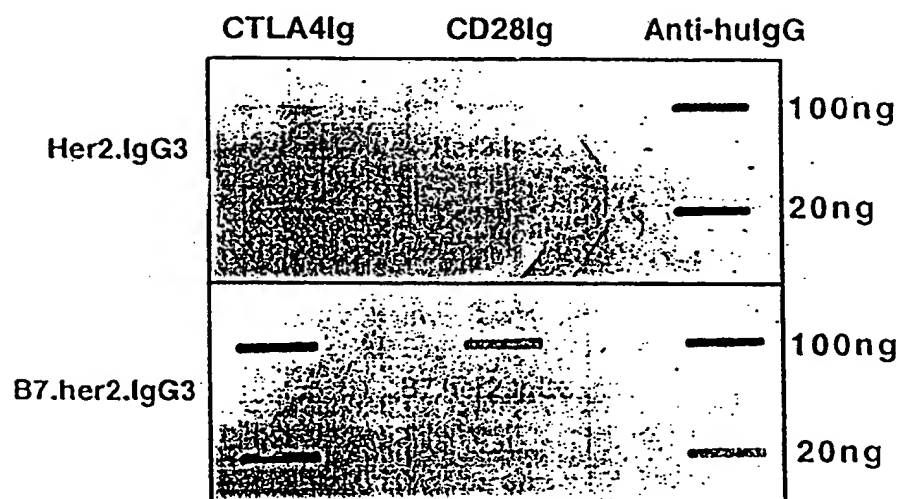 CTLA4Ig CD28Ig Anti-huIgG
Her2.IgG3
100ng
20ng
B7.her2.IgG3
100ng
20ng